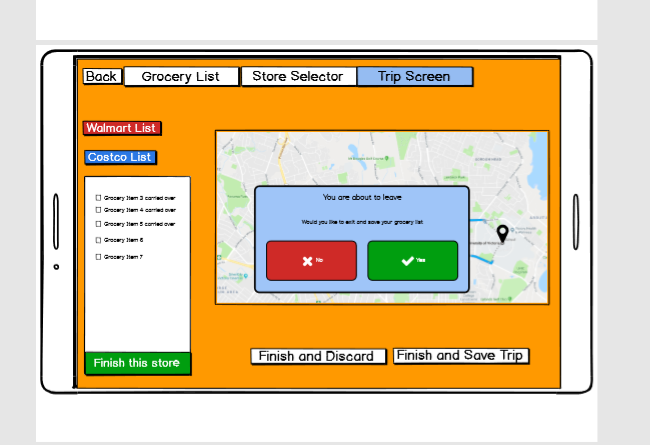 Back
Grocery List
Store Selector
Trip Screen
Walmart List
Costco List
Grocery Item 3 carried over
Grocery Item 4 carried over
Grocery Item 5 carried over
Grocery Item 6
Grocery Item 7
Finish this store
You are about to leave
Would you like to exit and save your grocery list
No
Yes
Finish and Discard
Finish and Save Trip